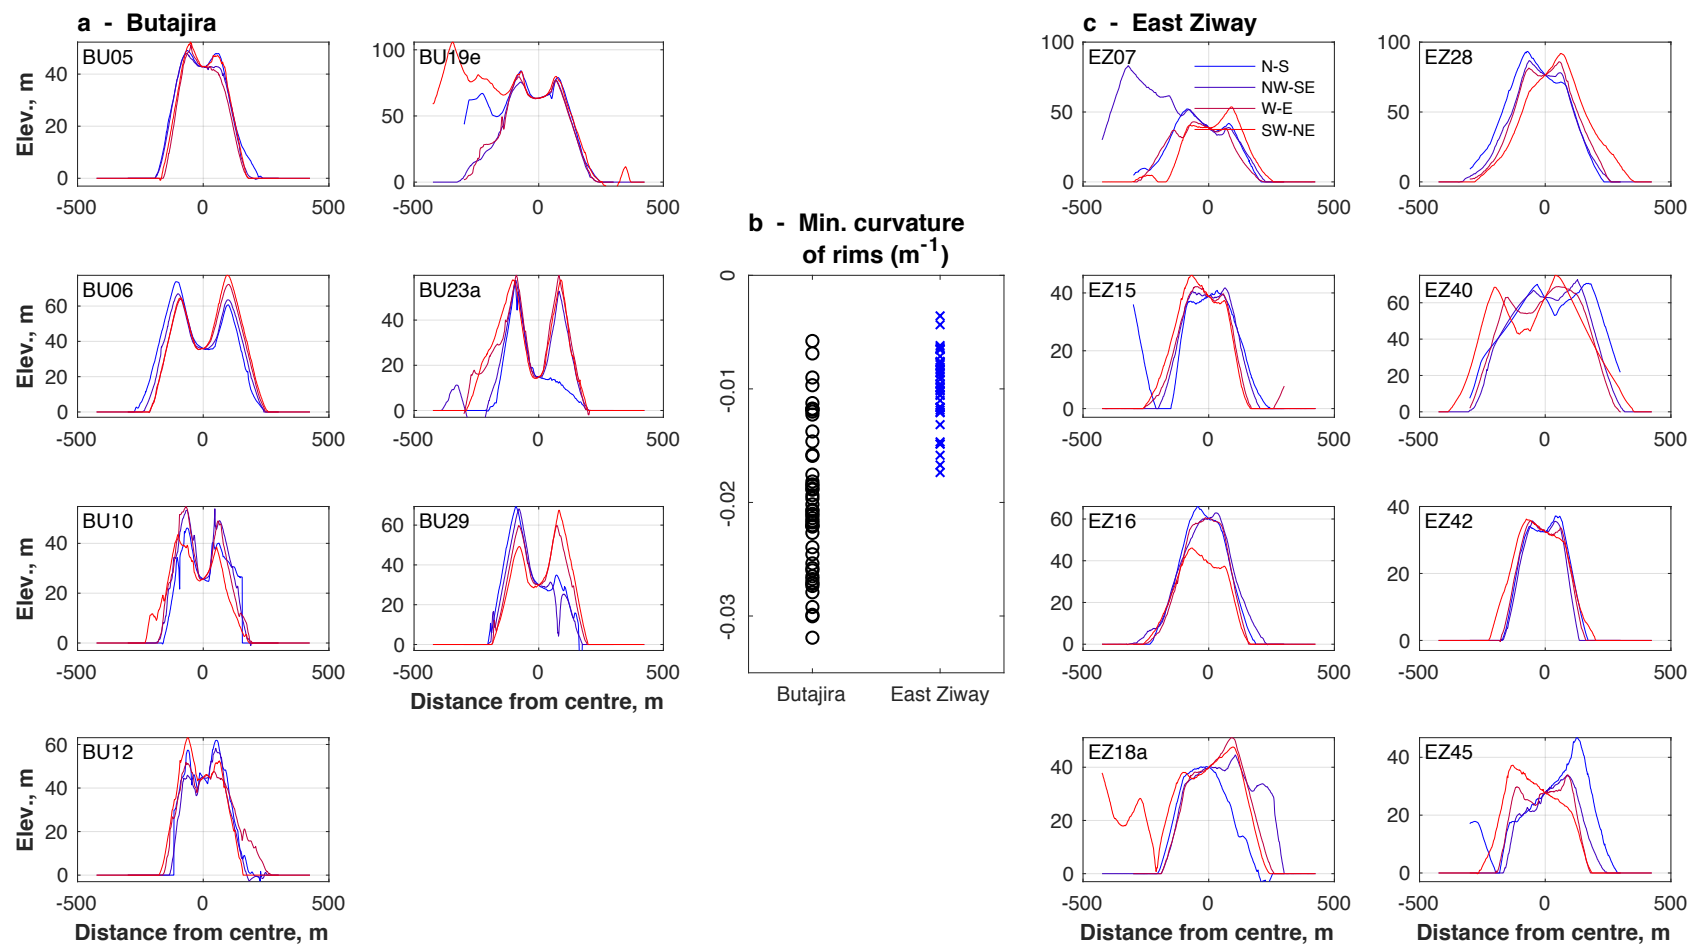 a - Butajira
BU05
Elev., m
40
20
0
-500 0 500
BU19e
100
50
0
-500 0 500
BU06
Elev., m
60
40
20
0
-500 0 500
BU23a
40
20
0
-500 0 500
BU10
Elev., m
40
20
0
-500 0 500
BU29
60
40
20
0
-500 0 500
Distance from centre, m
BU12
Elev., m
60
40
20
0
-500 0 500
Distance from centre, m
b - Min. curvature
of rims (m⁻¹)
0
-0.01
-0.02
-0.03
Butajira East Ziway
c - East Ziway
EZ07
N-S
NW-SE
W-E
SW-NE
100
50
0
-500 0 500
EZ28
100
50
0
-500 0 500
EZ15
40
20
0
-500 0 500
EZ40
60
40
20
0
-500 0 500
EZ16
60
40
20
0
-500 0 500
EZ42
40
20
0
-500 0 500
EZ18a
40
20
0
-500 0 500
Distance from centre, m
EZ45
40
20
0
-500 0 500
Distance from centre, m